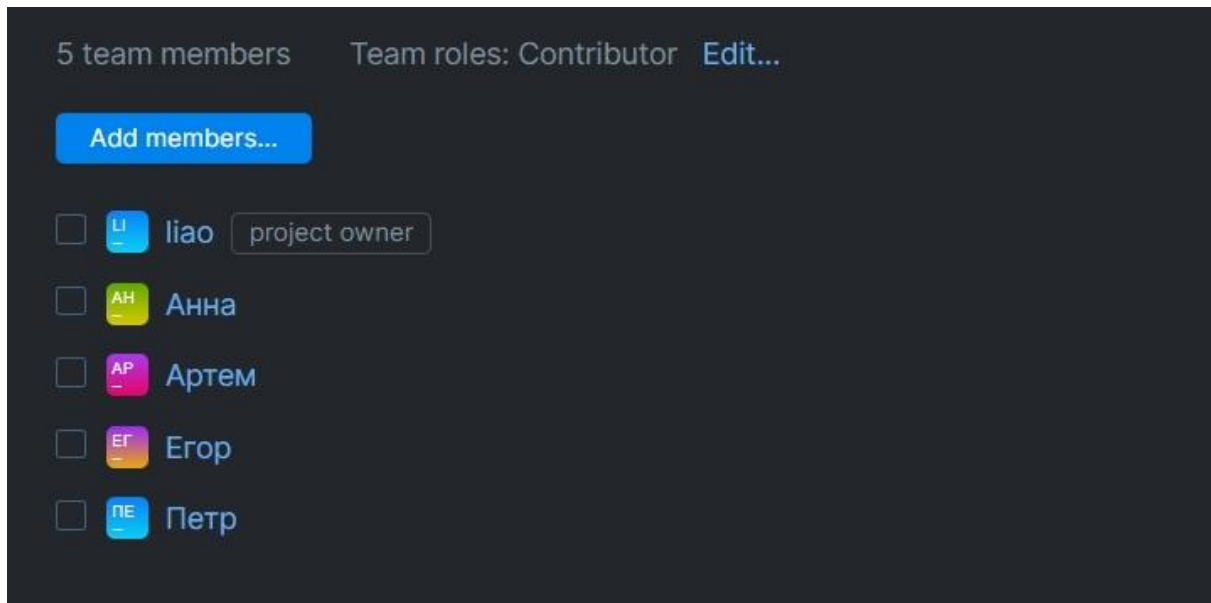 5 team members Team roles: Contributor Edit...
Add members...
LI liao project owner
АН Анна
АР Артем
ЕГ Егор
ПЕ Петр